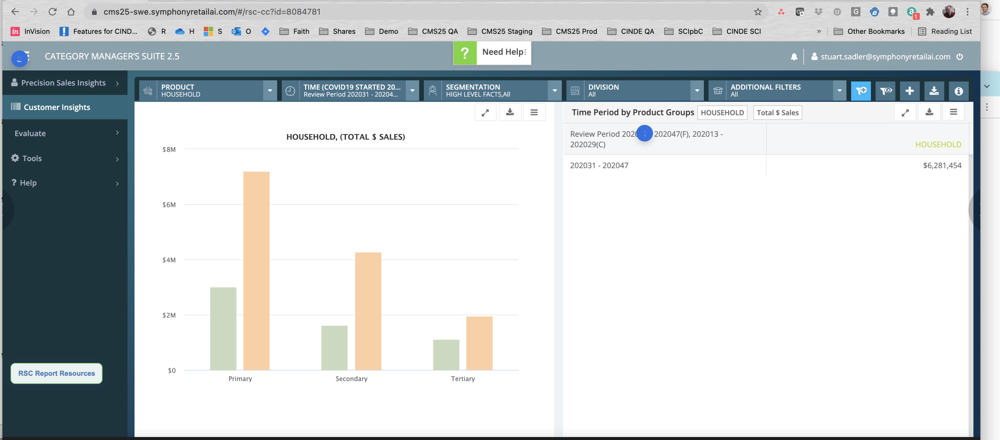 cms25-swe.symphonyretailai.com/#/rsc-cc?id=8084781
1
in InVision Features for CIND... R H S O Faith Shares Demo CMS25 QA CMS25 Staging CMS25 Prod CINDE QA SCIpbC CINDE SCI » Other Bookmarks Reading List
2 CATEGORY MANAGER'S SUITE 2.5
? Need Help
stuart.sadler@symphonyretailai.com
Precision Sales Insights
Customer Insights
Evaluate
Tools
? Help
RSC Report Resources
PRODUCT
HOUSEHOLD
TIME (COVID19 STARTED 20...
Review Period 202031 - 20204...
SEGMENTATION
HIGH LEVEL FACTS,All
DIVISION
All
ADDITIONAL FILTERS
All
HOUSEHOLD, (TOTAL $ SALES)
$8M
$6M
$4M
$2M
$0
Primary Secondary Tertiary
Time Period by Product Groups HOUSEHOLD Total $ Sales
Review Period 1 202047(F), 202013 -
202029(C)
HOUSEHOLD
202031 - 202047 $6,281,454